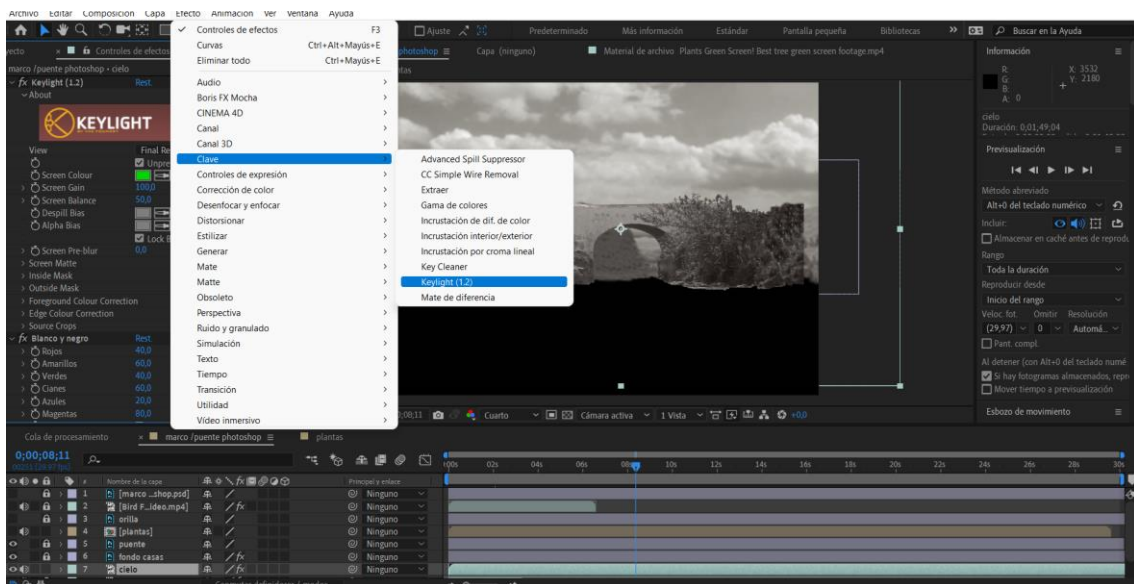 Archivo Editar Composición Capa Efecto Animación Ver Ventana Ayuda
Ajuste
Predeterminado Más información Estándar Pantalla pequeña Bibliotecas
Buscar en la Ayuda
Controles de efectos
marco /puente photoshop • cielo
fx Keylight (1.2) Rest.
About
KEYLIGHT
View Final Re
Unpre
Screen Colour
Screen Gain 100,0
Screen Balance 50,0
Despill Bias
Alpha Bias
Lock B
Screen Pre-blur 0,0
Screen Matte
Inside Mask
Outside Mask
Foreground Colour Correction
Edge Colour Correction
Source Crops
fx Blanco y negro Rest.
Rojos 40,0
Amarillos 60,0
Verdes 40,0
Cianes 60,0
Azules 20,0
Magentas 80,0
Controles de efectos F3
Curvas Ctrl+Alt+Mayús+E
Eliminar todo Ctrl+Mayús+E
Audio
Boris FX Mocha
CINEMA 4D
Canal
Canal 3D
Clave
Controles de expresión
Corrección de color
Desenfocar y enfocar
Distorsionar
Estilizar
Generar
Mate
Matte
Obsoleto
Perspectiva
Ruido y granulado
Simulación
Texto
Tiempo
Transición
Utilidad
Vídeo inmersivo
Advanced Spill Suppressor
CC Simple Wire Removal
Extraer
Gama de colores
Incrustación de dif. de color
Incrustación interior/exterior
Incrustación por croma lineal
Key Cleaner
Keylight (1.2)
Mate de diferencia
photoshop Capa (ninguno) Material de archivo Plants Green Screen! Best tree green screen footage.mp4
Cuarto Cámara activa 1 Vista +0,0
Información
R: X: 3532
G: Y: 2180
B:
A: 0
cielo
Duración: 0;01;49;04
Previsualización
Método abreviado
Alt+0 del teclado numérico
Incluir:
Almacenar en caché antes de reprodu
Rango
Toda la duración
Reproducir desde
Inicio del rango
Veloc. fot. Omitir Resolución
(29,97) 0 Automá...
Pant. compl.
Al detener (con Alt+0 del teclado numé
Si hay fotogramas almacenados, repr
Mover tiempo a previsualización
Esbozo de movimiento
Cola de procesamiento marco /puente photoshop plantas
0;00;08;11
Nombre de la capa Principal y enlace
1 [marco ...shop.psd] Ninguno
2 [Bird F...ideo.mp4] fx Ninguno
3 orilla Ninguno
4 [plantas] Ninguno
5 puente Ninguno
6 fondo casas fx Ninguno
7 cielo fx Ninguno
02s 04s 06s 10s 12s 14s 16s 18s 20s 22s 24s 26s 28s 30s